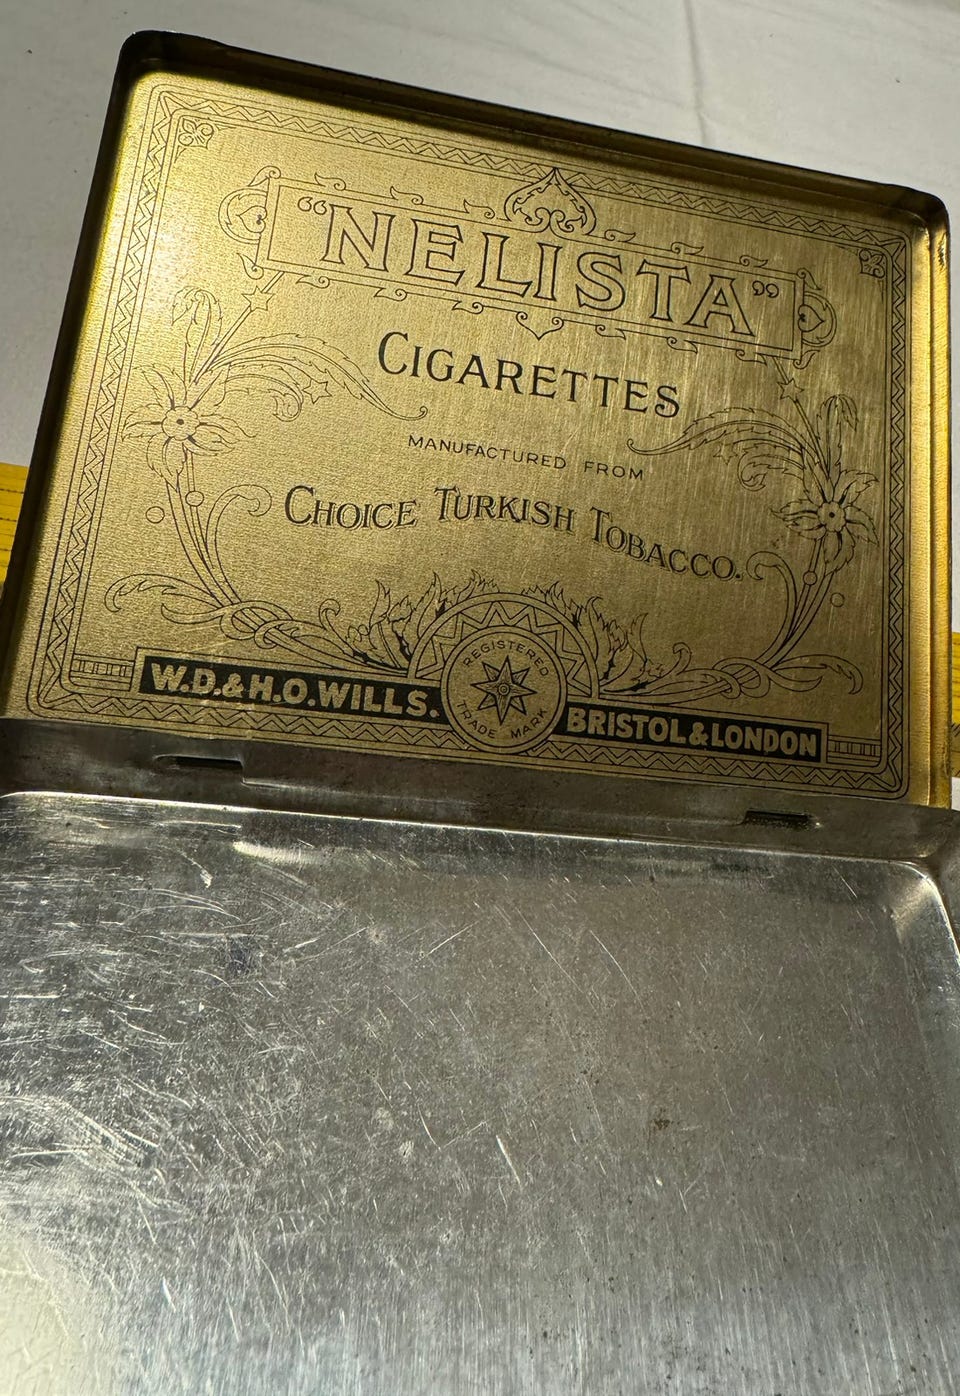 "NELISTA"
CIGARETTES
MANUFACTURED FROM
CHOICE TURKISH TOBACCO.
W.D.&H.O.WILLS.
REGISTERED
TRADE MARK
BRISTOL&LONDON